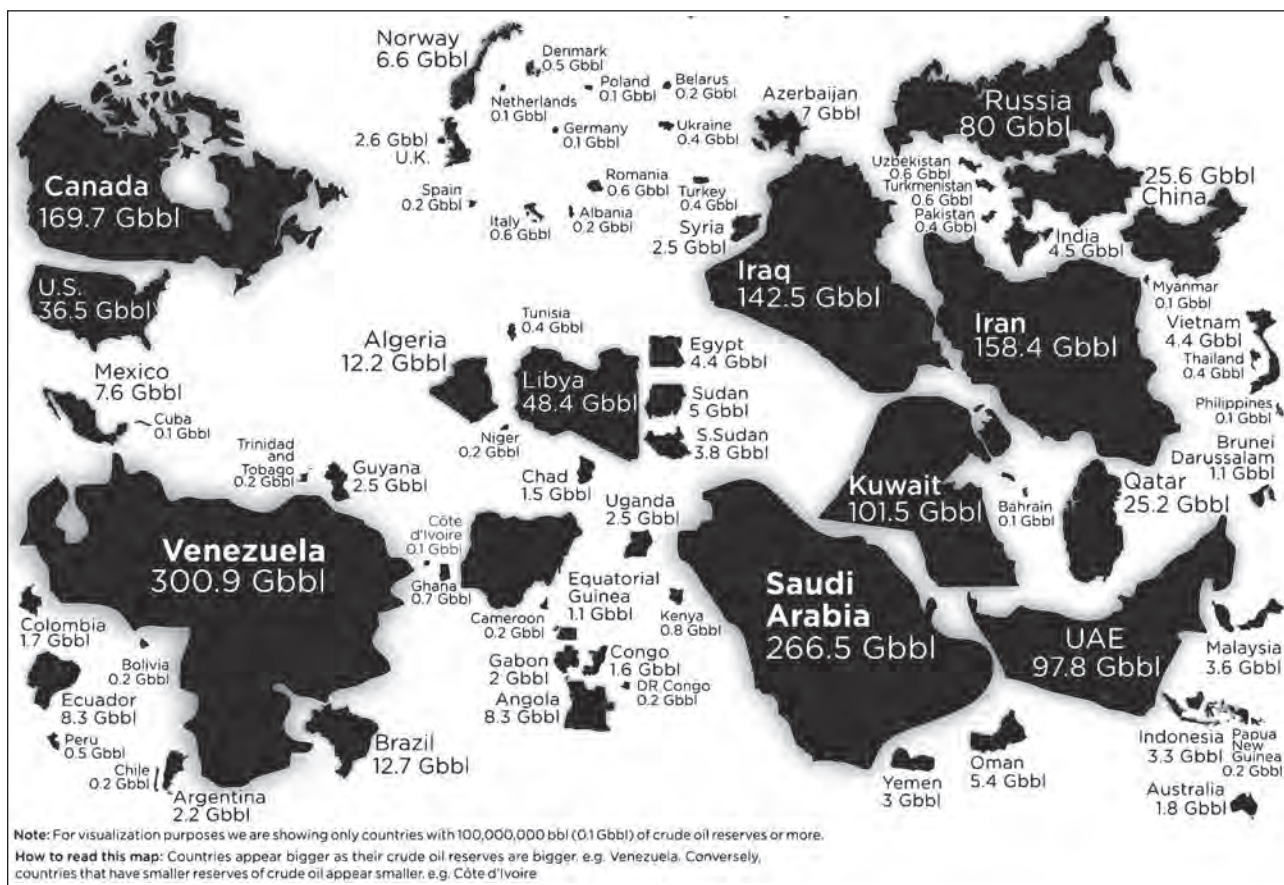 Norway
6.6 Gbbl
Denmark
0.5 Gbbl
Netherlands
0.1 Gbbl
Poland
0.1 Gbbl
Belarus
0.2 Gbbl
Germany
0.1 Gbbl
Ukraine
0.4 Gbbl
2.6 Gbbl
U.K.
Spain
0.2 Gbbl
Italy
0.6 Gbbl
Romania
0.6 Gbbl
Albania
0.2 Gbbl
Turkey
0.4 Gbbl
Azerbaijan
7 Gbbl
Syria
2.5 Gbbl
Russia
80 Gbbl
Uzbekistan
0.6 Gbbl
Turkmenistan
0.6 Gbbl
Pakistan
0.4 Gbbl
25.6 Gbbl
China
India
4.5 Gbbl
Canada
169.7 Gbbl
U.S.
36.5 Gbbl
Mexico
7.6 Gbbl
Cuba
0.1 Gbbl
Iraq
142.5 Gbbl
Iran
158.4 Gbbl
Myanmar
0.1 Gbbl
Vietnam
4.4 Gbbl
Thailand
0.4 Gbbl
Philippines
0.1 Gbbl
Brunei
Darussalam
1.1 Gbbl
Algeria
12.2 Gbbl
Tunisia
0.4 Gbbl
Libya
48.4 Gbbl
Egypt
4.4 Gbbl
Sudan
5 Gbbl
S.Sudan
3.8 Gbbl
Niger
0.2 Gbbl
Chad
1.5 Gbbl
Trinidad
and
Tobago
0.2 Gbbl
Guyana
2.5 Gbbl
Venezuela
300.9 Gbbl
Colombia
1.7 Gbbl
Bolivia
0.2 Gbbl
Ecuador
8.3 Gbbl
Peru
0.5 Gbbl
Chile
0.2 Gbbl
Argentina
2.2 Gbbl
Brazil
12.7 Gbbl
Côte
d'Ivoire
0.1 Gbbl
Ghana
0.7 Gbbl
Cameroon
0.2 Gbbl
Equatorial
Guinea
1.1 Gbbl
Gabon
2 Gbbl
Congo
1.6 Gbbl
DR Congo
0.2 Gbbl
Angola
8.3 Gbbl
Uganda
2.5 Gbbl
Kenya
0.8 Gbbl
Kuwait
101.5 Gbbl
Bahrain
0.1 Gbbl
Qatar
25.2 Gbbl
Saudi
Arabia
266.5 Gbbl
UAE
97.8 Gbbl
Malaysia
3.6 Gbbl
Indonesia
3.3 Gbbl
Papua
New
Guinea
0.2 Gbbl
Australia
1.8 Gbbl
Oman
5.4 Gbbl
Yemen
3 Gbbl
Note: For visualization purposes we are showing only countries with 100,000,000 bbl (0.1 Gbbl) of crude oil reserves or more.
How to read this map: Countries appear bigger as their crude oil reserves are bigger. e.g. Venezuela. Conversely,
countries that have smaller reserves of crude oil appear smaller. e.g. Côte d'Ivoire